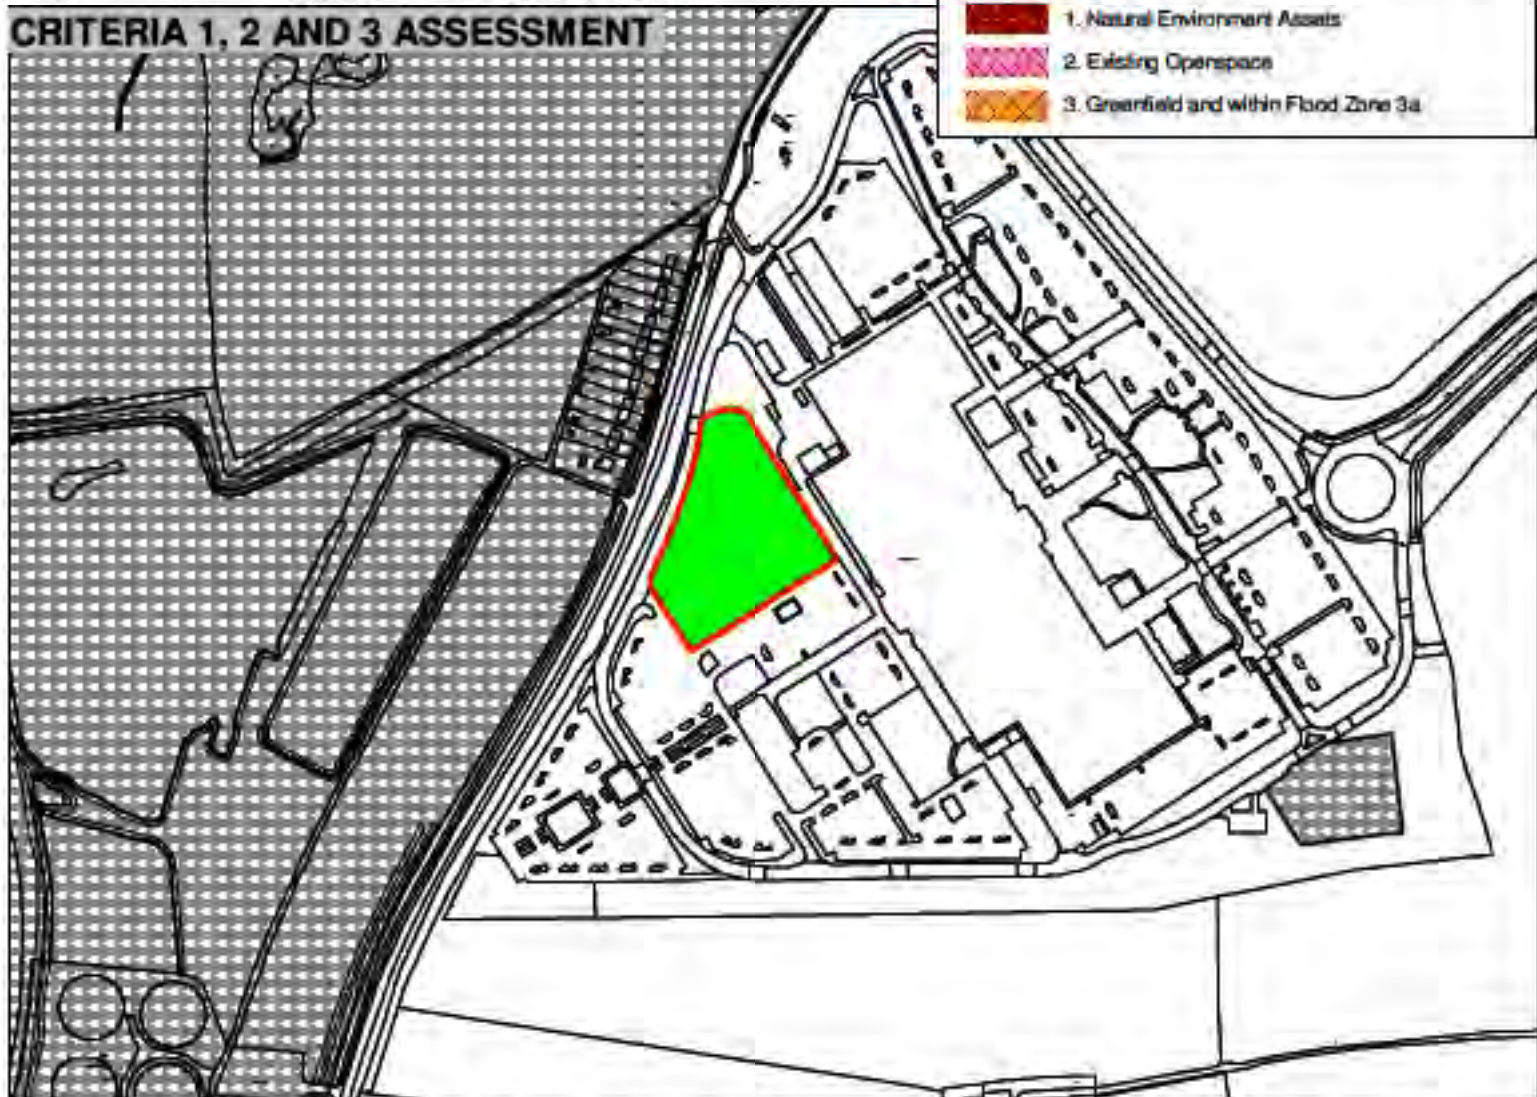 CRITERIA 1, 2 AND 3 ASSESSMENT
1. Natural Environment Assets
2. Existing Openspace
3. Greenfield and within Flood Zone 3a